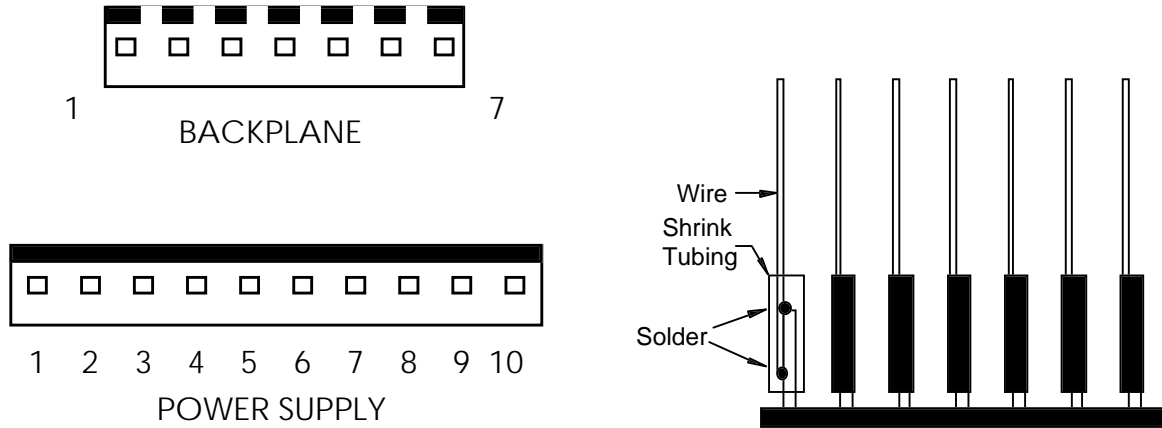 1 7
BACKPLANE
1 2 3 4 5 6 7 8 9 10
POWER SUPPLY
Wire
Shrink
Tubing
Solder